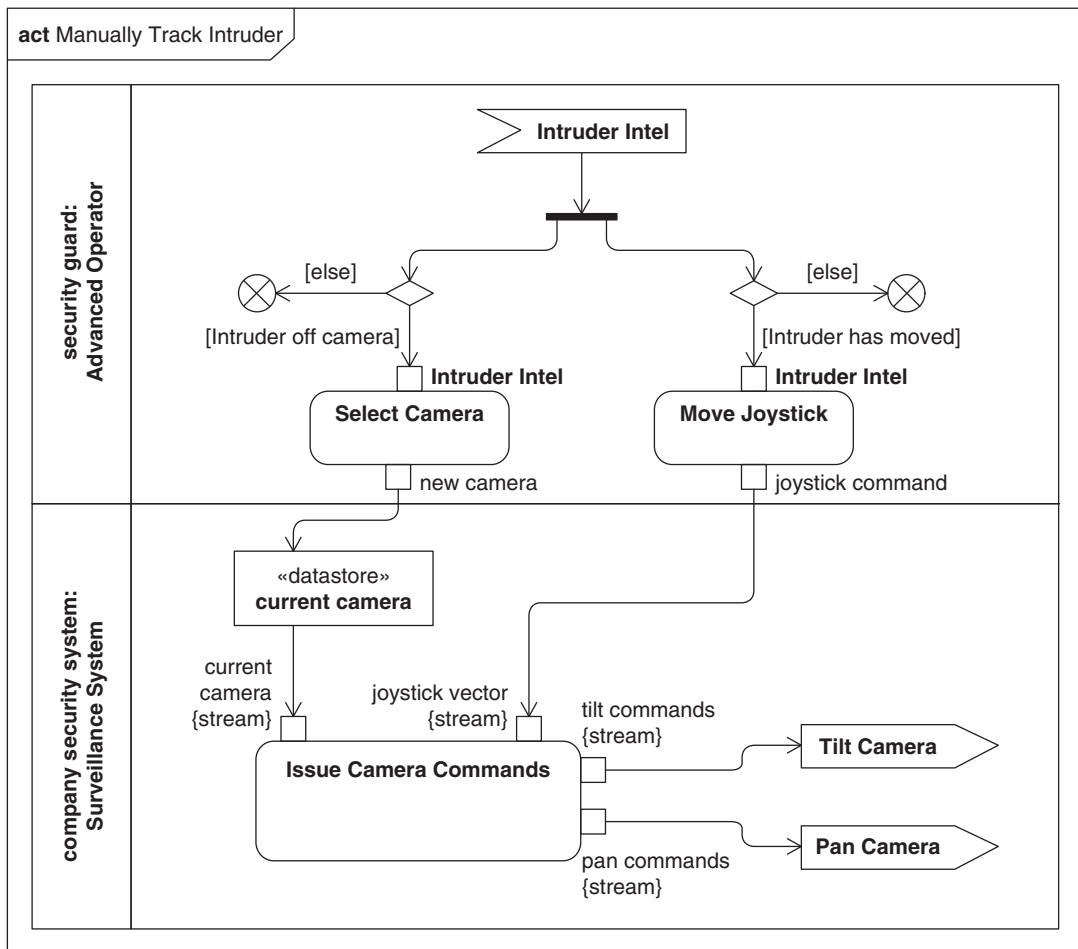 act Manually Track Intruder
security guard:
Advanced Operator
Intruder Intel
[else]
[else]
[Intruder off camera]
[Intruder has moved]
Intruder Intel
Intruder Intel
Select Camera
Move Joystick
new camera
joystick command
company security system:
Surveillance System
«datastore»
current camera
current
camera
{stream}
joystick vector
{stream}
tilt commands
{stream}
Tilt Camera
Issue Camera Commands
Pan Camera
pan commands
{stream}